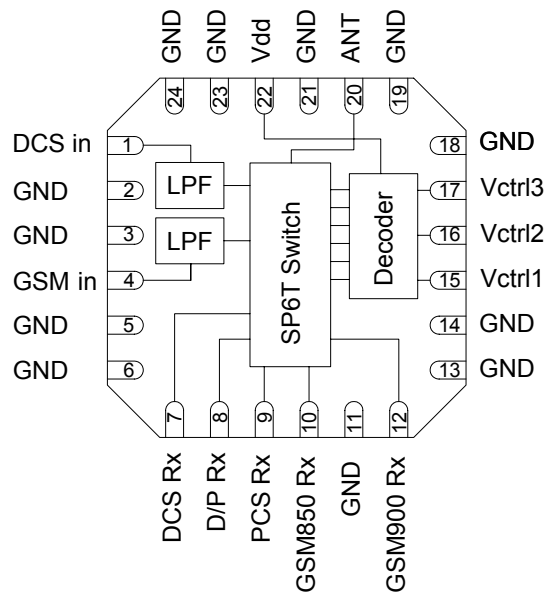 GND
GND
Vdd
GND
ANT
GND
24
23
22
21
20
19
DCS in
1
GND
2
GND
3
GSM in
4
GND
5
GND
6
LPF
LPF
SP6T Switch
Decoder
18
GND
17
Vctrl3
16
Vctrl2
15
Vctrl1
14
GND
13
GND
7
8
9
10
11
12
DCS Rx
D/P Rx
PCS Rx
GSM850 Rx
GND
GSM900 Rx